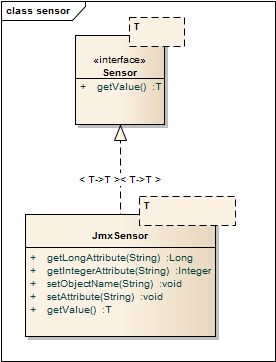 class sensor
T
«interface»
Sensor
+ getValue() :T
< T->T >< T->T >
T
JmxSensor
+ getLongAttribute(String) :Long
+ getIntegerAttribute(String) :Integer
+ setObjectName(String) :void
+ setAttribute(String) :void
+ getValue() :T